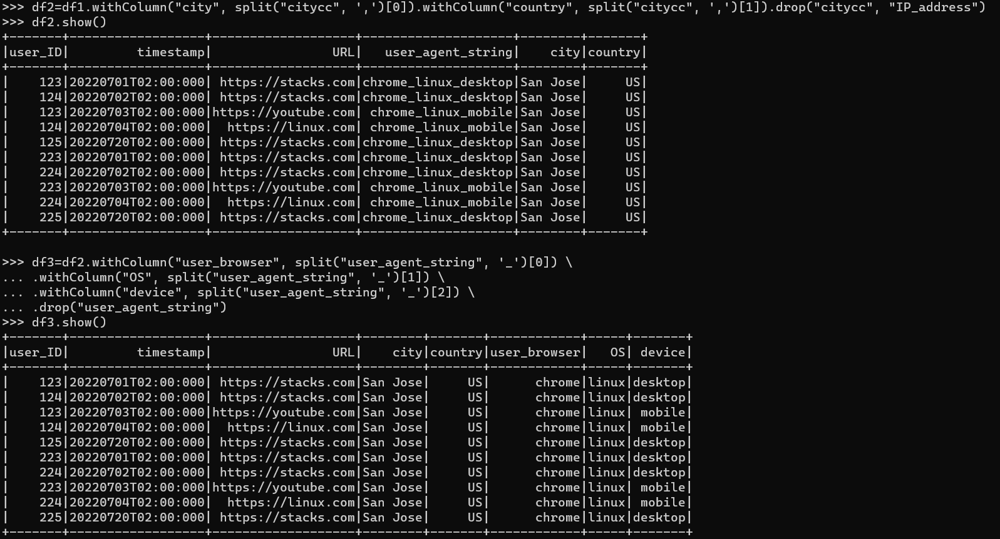 >>> df2=df1.withColumn("city", split("citycc", ',')[0]).withColumn("country", split("citycc", ',')[1]).drop("citycc", "IP_address")
>>> df2.show()
+-------+------------------+-------------------+--------------------+--------+-------+
|user_ID|         timestamp|                URL|   user_agent_string|    city|country|
+-------+------------------+-------------------+--------------------+--------+-------+
|    123|20220701T02:00:000| https://stacks.com|chrome_linux_desktop|San Jose|     US|
|    124|20220702T02:00:000| https://stacks.com|chrome_linux_desktop|San Jose|     US|
|    123|20220703T02:00:000|https://youtube.com| chrome_linux_mobile|San Jose|     US|
|    124|20220704T02:00:000|  https://linux.com| chrome_linux_mobile|San Jose|     US|
|    125|20220720T02:00:000| https://stacks.com|chrome_linux_desktop|San Jose|     US|
|    223|20220701T02:00:000| https://stacks.com|chrome_linux_desktop|San Jose|     US|
|    224|20220702T02:00:000| https://stacks.com|chrome_linux_desktop|San Jose|     US|
|    223|20220703T02:00:000|https://youtube.com| chrome_linux_mobile|San Jose|     US|
|    224|20220704T02:00:000|  https://linux.com| chrome_linux_mobile|San Jose|     US|
|    225|20220720T02:00:000| https://stacks.com|chrome_linux_desktop|San Jose|     US|
+-------+------------------+-------------------+--------------------+--------+-------+
>>> df3=df2.withColumn("user_browser", split("user_agent_string", '_')[0]) \
... .withColumn("OS", split("user_agent_string", '_')[1]) \
... .withColumn("device", split("user_agent_string", '_')[2]) \
... .drop("user_agent_string")
>>> df3.show()
+-------+------------------+-------------------+--------+-------+------------+-----+-------+
|user_ID|         timestamp|                URL|    city|country|user_browser|   OS| device|
+-------+------------------+-------------------+--------+-------+------------+-----+-------+
|    123|20220701T02:00:000| https://stacks.com|San Jose|     US|      chrome|linux|desktop|
|    124|20220702T02:00:000| https://stacks.com|San Jose|     US|      chrome|linux|desktop|
|    123|20220703T02:00:000|https://youtube.com|San Jose|     US|      chrome|linux| mobile|
|    124|20220704T02:00:000|  https://linux.com|San Jose|     US|      chrome|linux| mobile|
|    125|20220720T02:00:000| https://stacks.com|San Jose|     US|      chrome|linux|desktop|
|    223|20220701T02:00:000| https://stacks.com|San Jose|     US|      chrome|linux|desktop|
|    224|20220702T02:00:000| https://stacks.com|San Jose|     US|      chrome|linux|desktop|
|    223|20220703T02:00:000|https://youtube.com|San Jose|     US|      chrome|linux| mobile|
|    224|20220704T02:00:000|  https://linux.com|San Jose|     US|      chrome|linux| mobile|
|    225|20220720T02:00:000| https://stacks.com|San Jose|     US|      chrome|linux|desktop|
+-------+------------------+-------------------+--------+-------+------------+-----+-------+